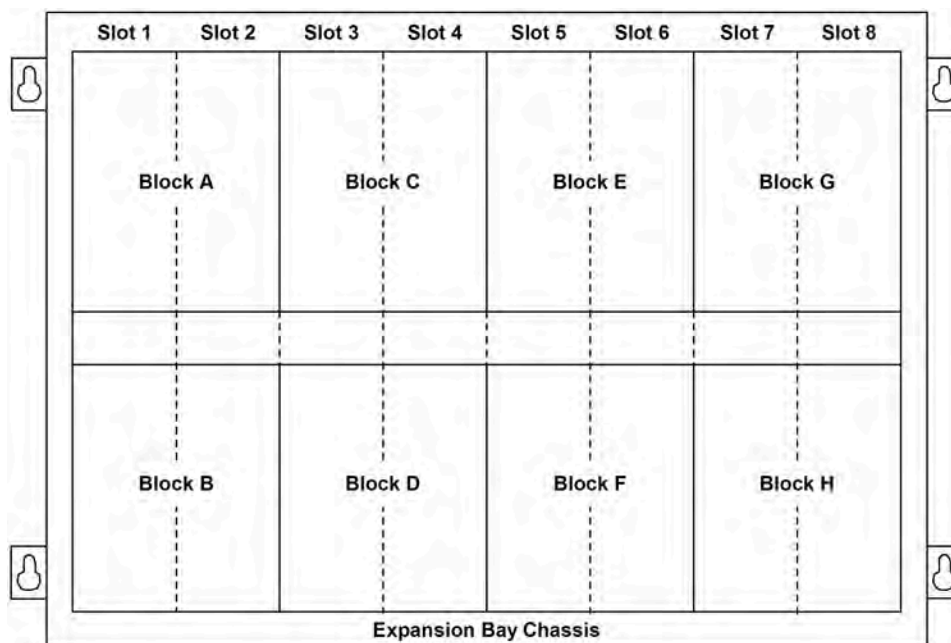 Slot 1 Slot 2 Slot 3 Slot 4 Slot 5 Slot 6 Slot 7 Slot 8
Block A Block C Block E Block G
Block B Block D Block F Block H
Expansion Bay Chassis